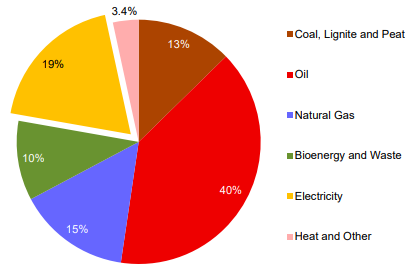 3.4%
13%
19%
40%
10%
15%
Coal, Lignite and Peat
Oil
Natural Gas
Bioenergy and Waste
Electricity
Heat and Other